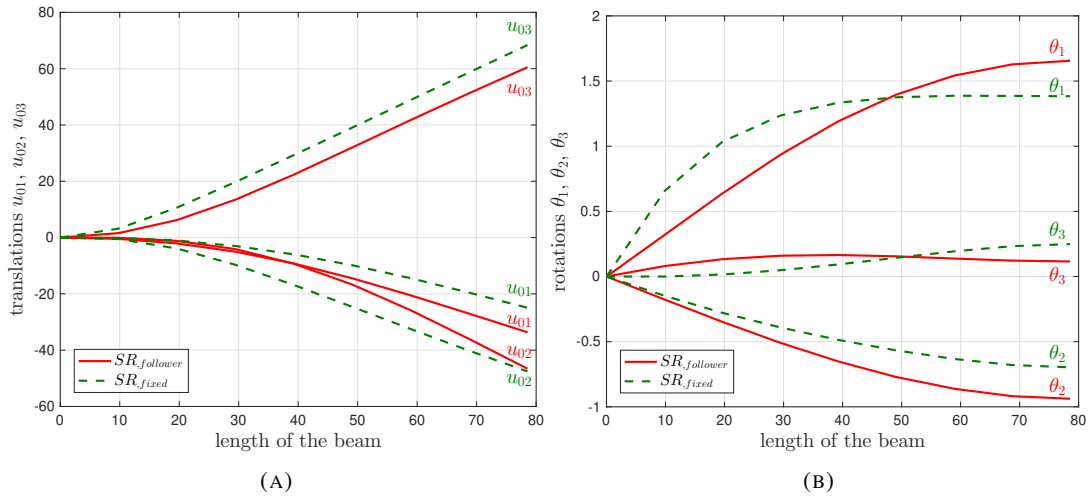 80
60
40
20
0
-20
-40
-60
0 10 20 30 40 50 60 70 80
translations u₀₁, u₀₂, u₀₃
length of the beam
u₀₃
u₀₃
u₀₁
u₀₁
u₀₂
u₀₂
SR,follower
SR,fixed
(A)
2
1.5
1
0.5
0
-0.5
-1
0 10 20 30 40 50 60 70 80
rotations θ₁, θ₂, θ₃
length of the beam
θ₁
θ₁
θ₃
θ₃
θ₂
θ₂
SR,follower
SR,fixed
(B)